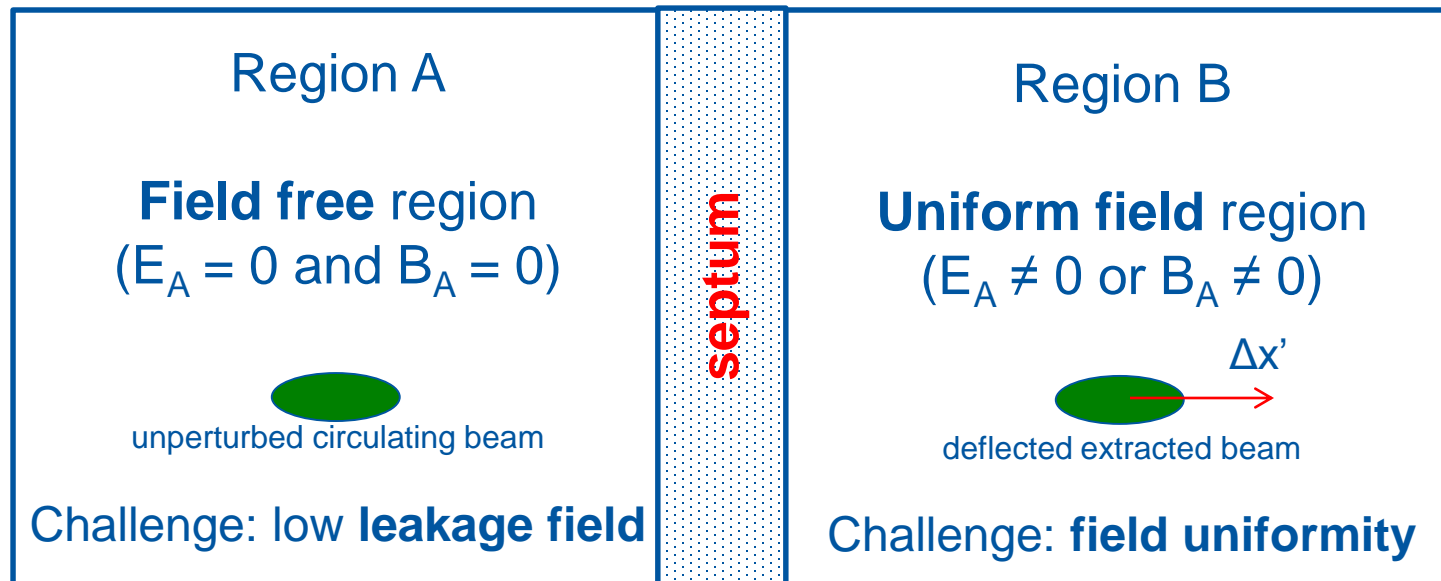 Region A
Field free region
(E_A = 0 and B_A = 0)
unperturbed circulating beam
Challenge: low leakage field
septum
Region B
Uniform field region
(E_A ≠ 0 or B_A ≠ 0)
Δx’
deflected extracted beam
Challenge: field uniformity